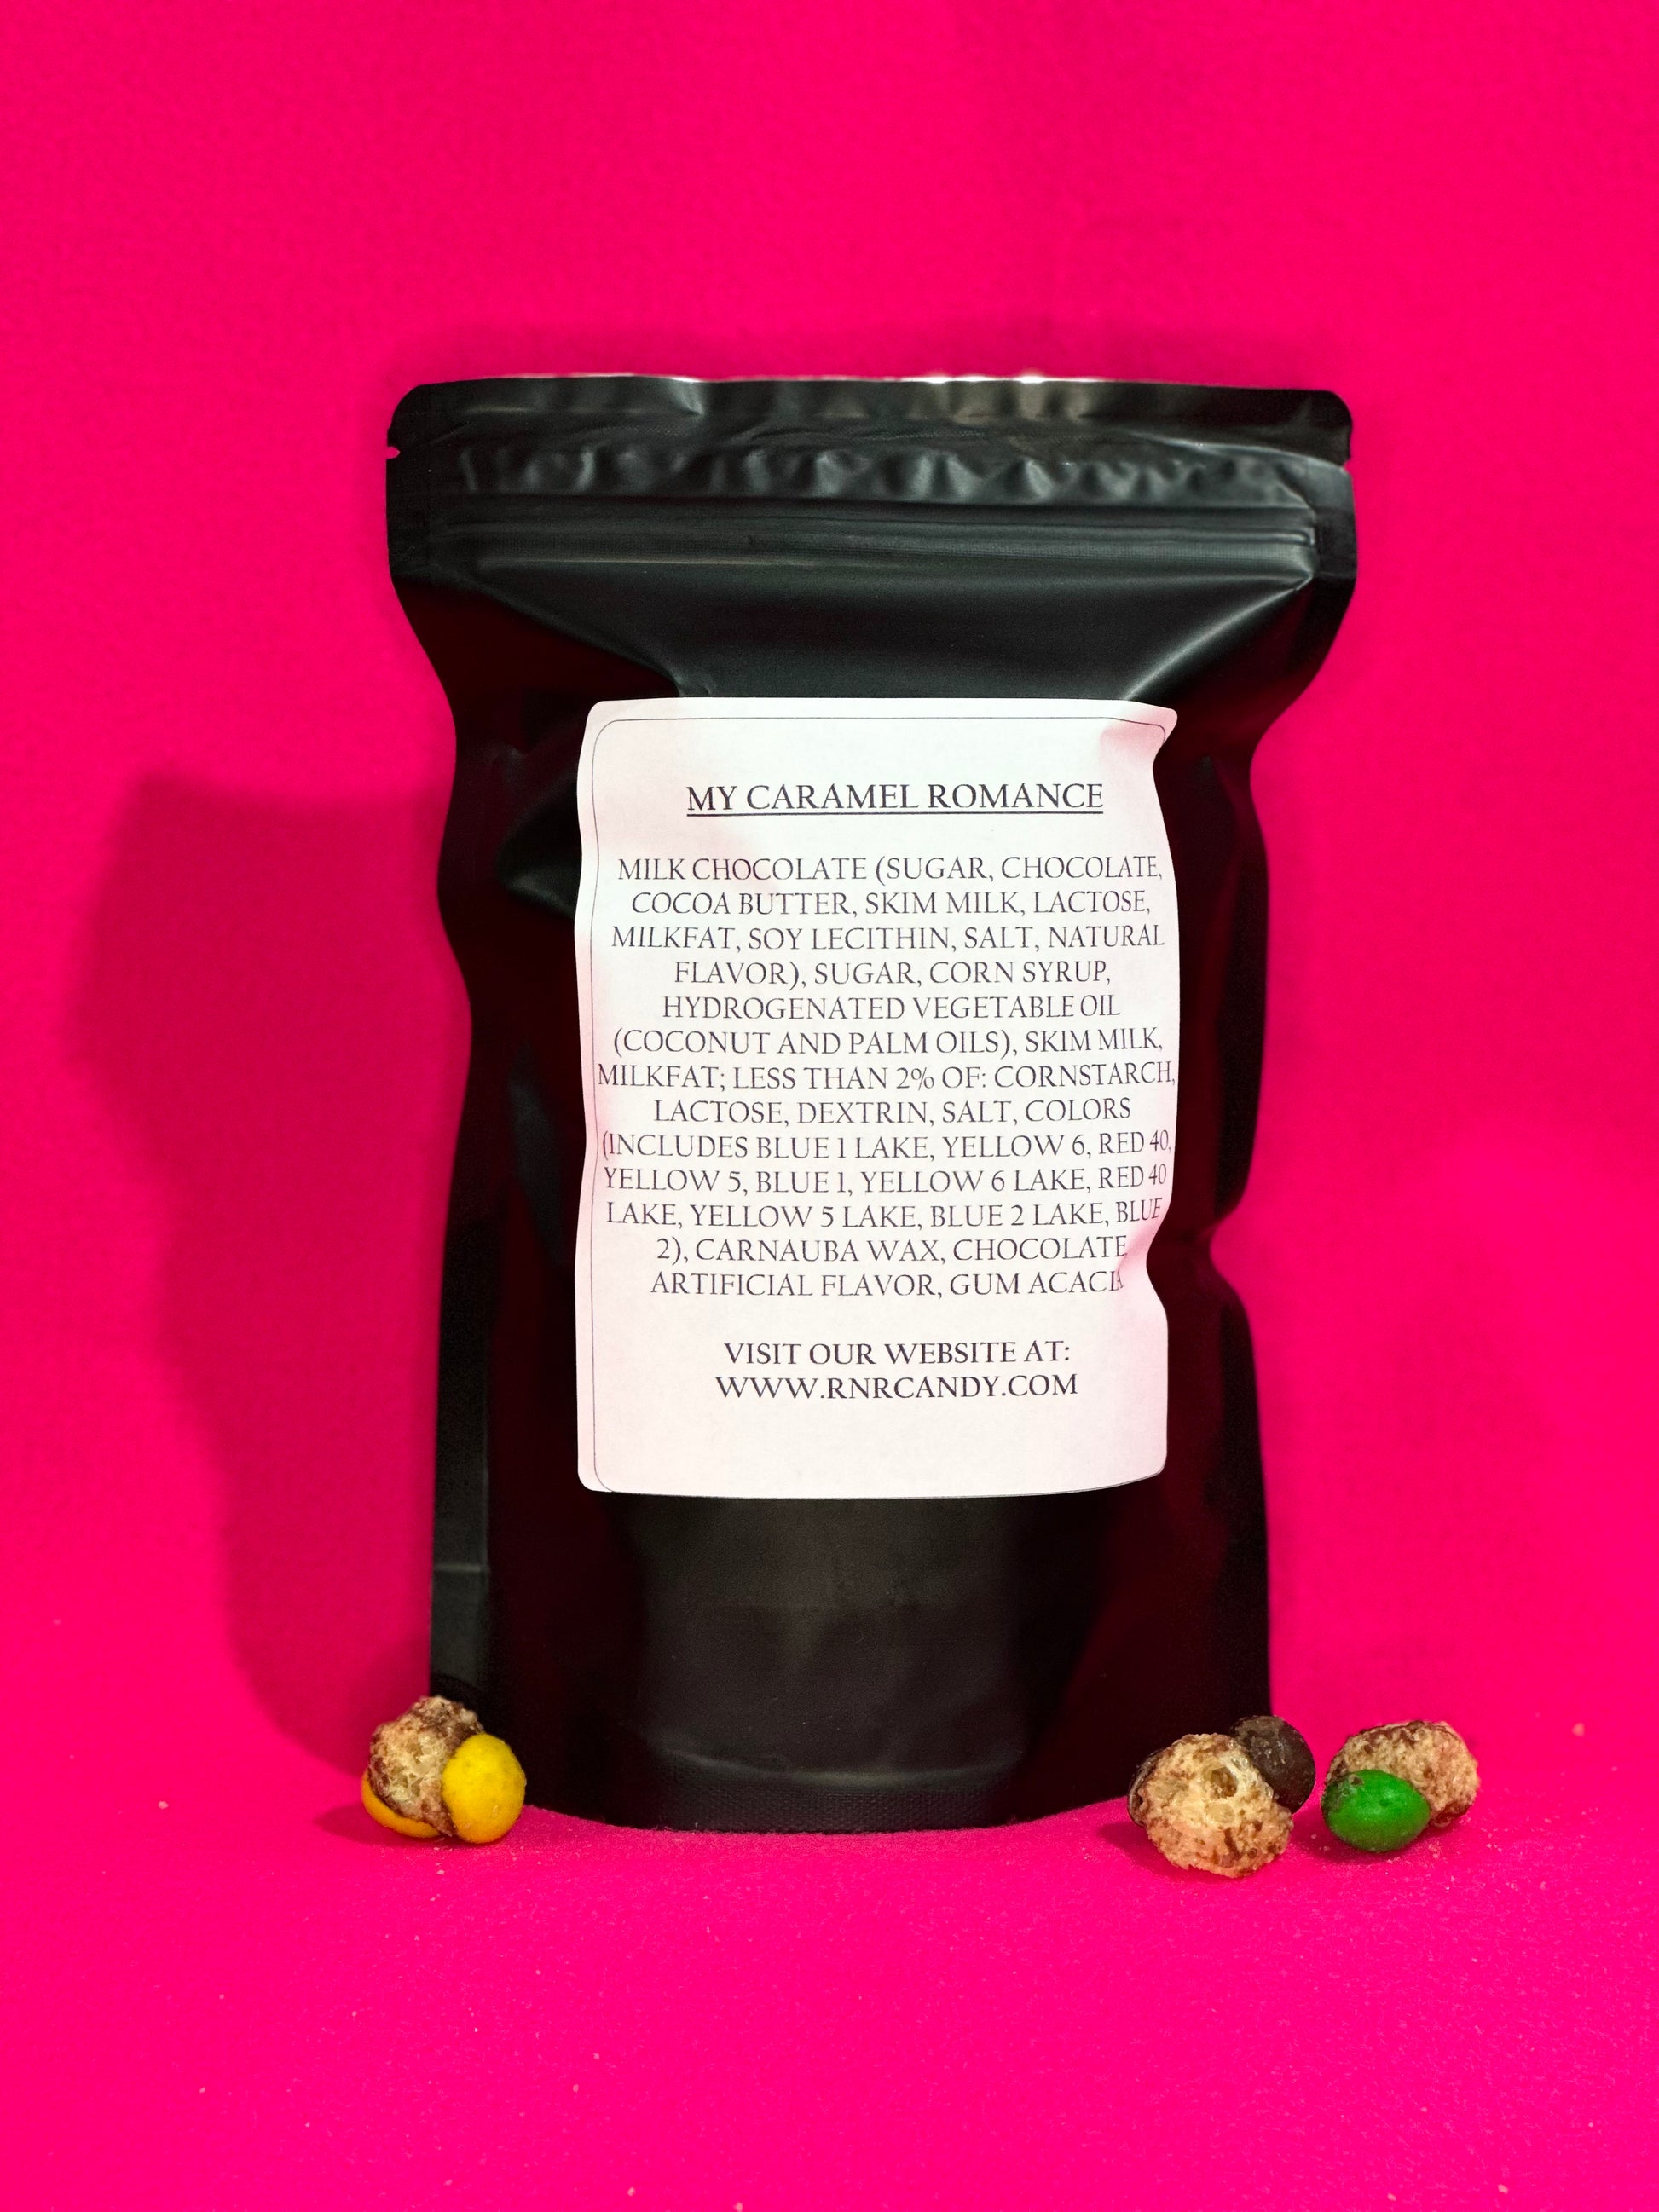 MY CARAMEL ROMANCE
MILK CHOCOLATE (SUGAR, CHOCOLATE,
COCOA BUTTER, SKIM MILK, LACTOSE,
MILKFAT, SOY LECITHIN, SALT, NATURAL
FLAVOR), SUGAR, CORN SYRUP,
HYDROGENATED VEGETABLE OIL
(COCONUT AND PALM OILS), SKIM MILK,
MILKFAT; LESS THAN 2% OF: CORNSTARCH,
LACTOSE, DEXTRIN, SALT, COLORS
(INCLUDES BLUE 1 LAKE, YELLOW 6, RED 40,
YELLOW 5, BLUE 1, YELLOW 6 LAKE, RED 40
LAKE, YELLOW 5 LAKE, BLUE 2 LAKE, BLUE
2), CARNAUBA WAX, CHOCOLATE
ARTIFICIAL FLAVOR, GUM ACACIA.
VISIT OUR WEBSITE AT:
WWW.RNRCANDY.COM